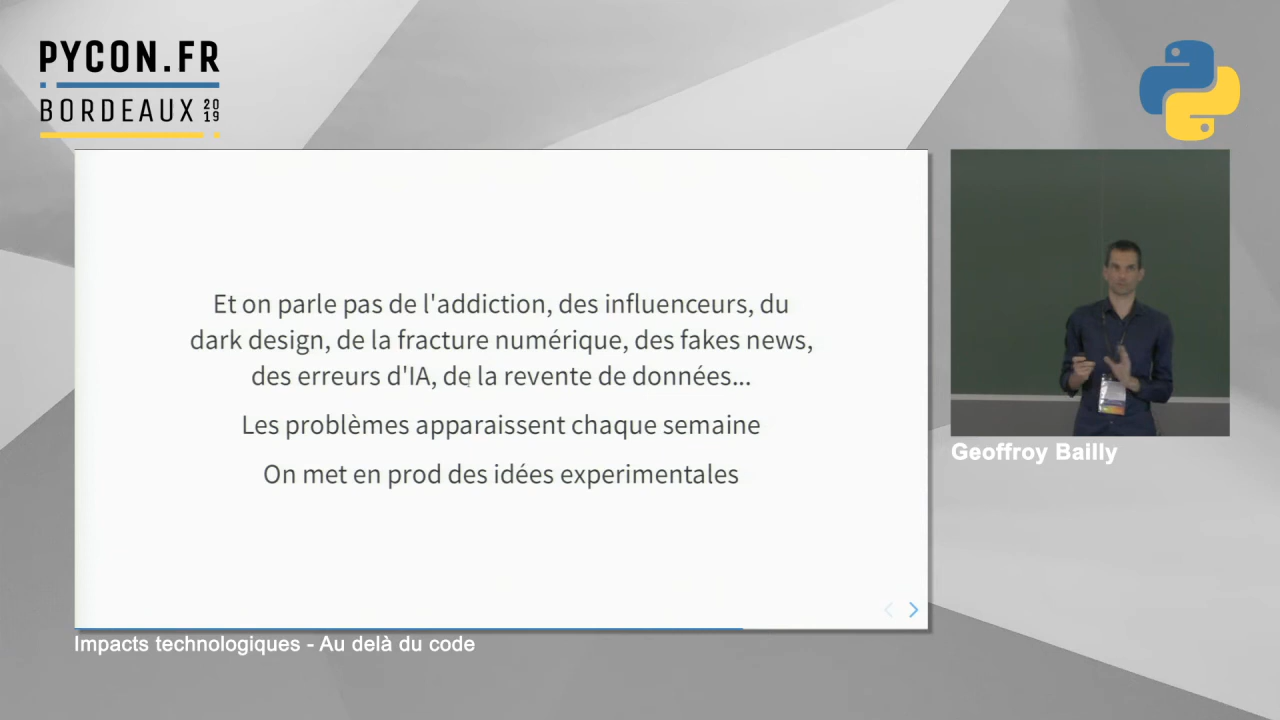 PYCON.FR
BORDEAUX 2019
Et on parle pas de l'addiction, des influenceurs, du
dark design, de la fracture numérique, des fakes news,
des erreurs d'IA, de la revente de données...
Les problèmes apparaissent chaque semaine
On met en prod des idées experimentales
Geoffroy Bailly
Impacts technologiques - Au delà du code